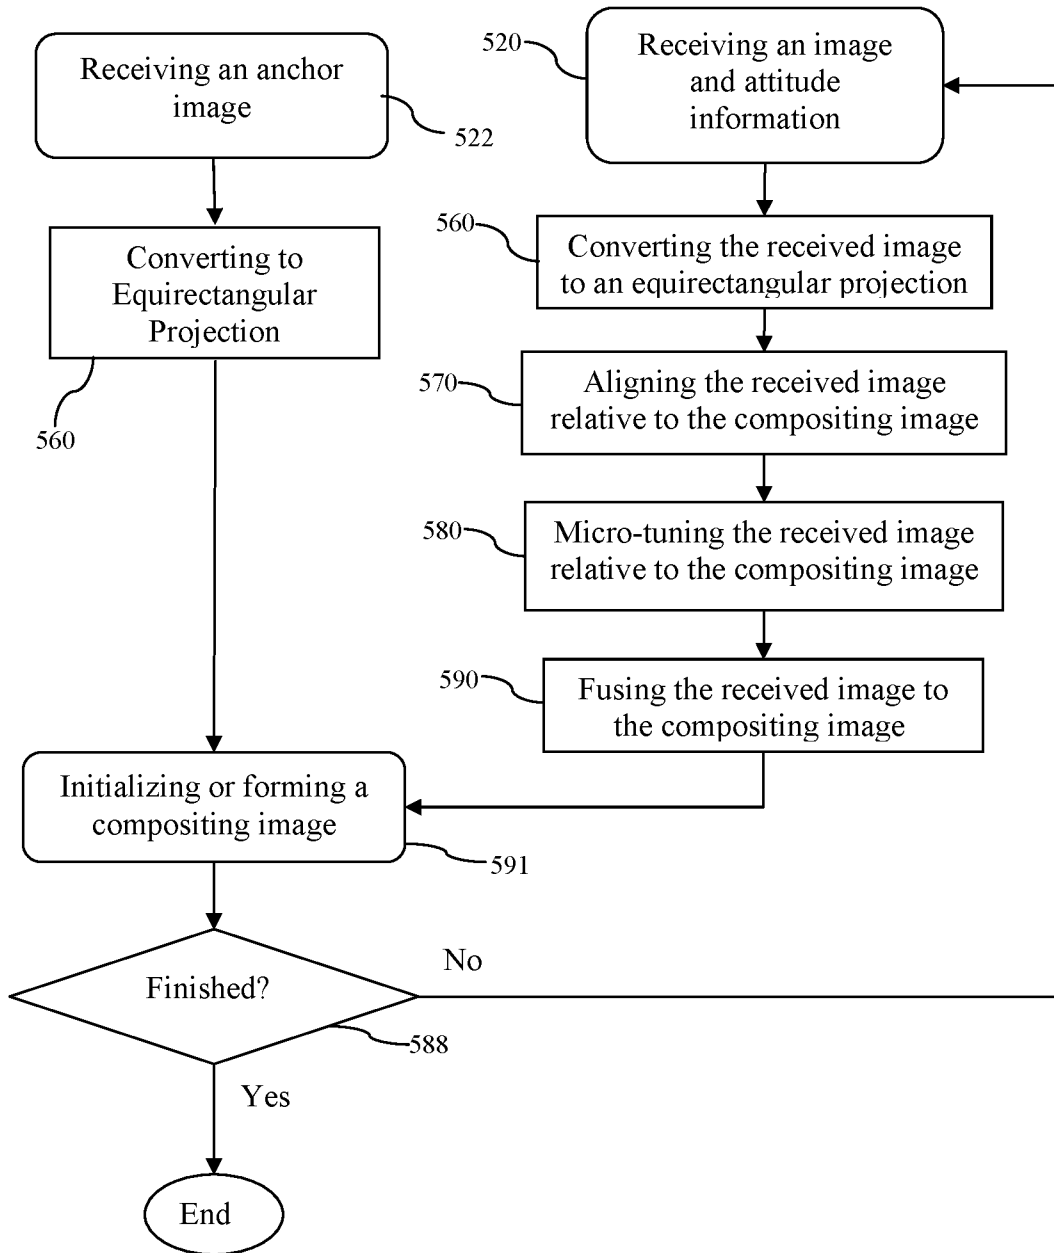 Receiving an anchor
image
522
Converting to
Equirectangular
Projection
560
520
Receiving an image
and attitude
information
560
Converting the received image
to an equirectangular projection
570
Aligning the received image
relative to the compositing image
580
Micro-tuning the received image
relative to the compositing image
590
Fusing the received image to
the compositing image
Initializing or forming a
compositing image
591
Finished?
No
588
Yes
End